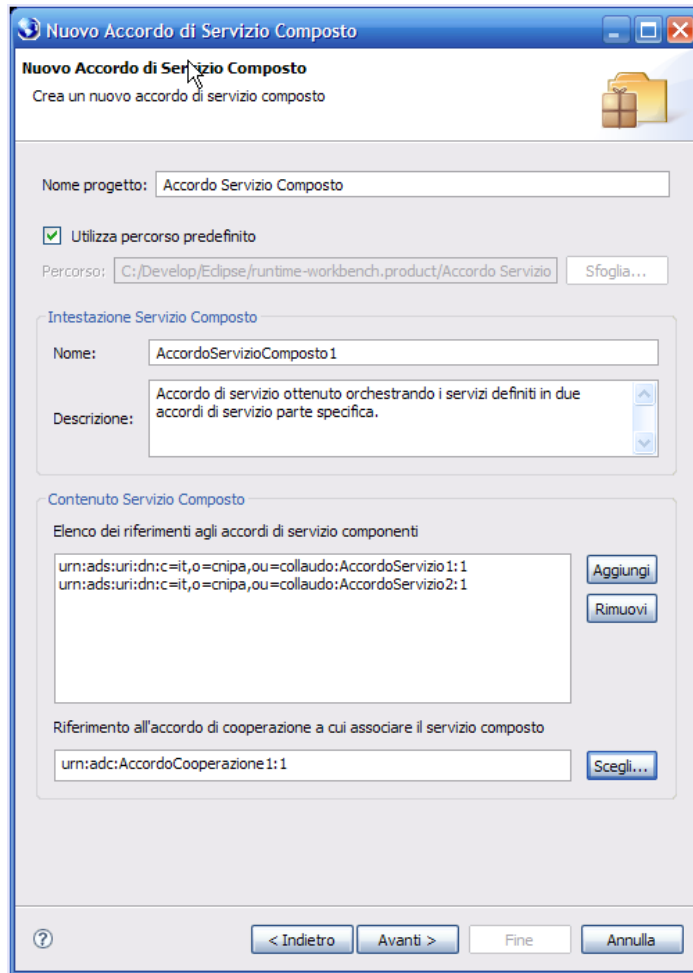 Nuovo Accordo di Servizio Composto
Nuovo Accordo di Servizio Composto
Crea un nuovo accordo di servizio composto
Nome progetto: Accordo Servizio Composto
Utilizza percorso predefinito
Percorso: C:/Develop/Eclipse/runtime-workbench.product/Accordo Servizio Sfoglia...
Intestazione Servizio Composto
Nome: AccordoServizioComposto1
Descrizione: Accordo di servizio ottenuto orchestrando i servizi definiti in due
accordi di servizio parte specifica.
Contenuto Servizio Composto
Elenco dei riferimenti agli accordi di servizio componenti
urn:ads:uri:dn:c=it,o=cnipa,ou=collaudo:AccordoServizio1:1
urn:ads:uri:dn:c=it,o=cnipa,ou=collaudo:AccordoServizio2:1
Aggiungi
Rimuovi
Riferimento all'accordo di cooperazione a cui associare il servizio composto
urn:adc:AccordoCooperazione1:1 Scegli...
? < Indietro Avanti > Fine Annulla